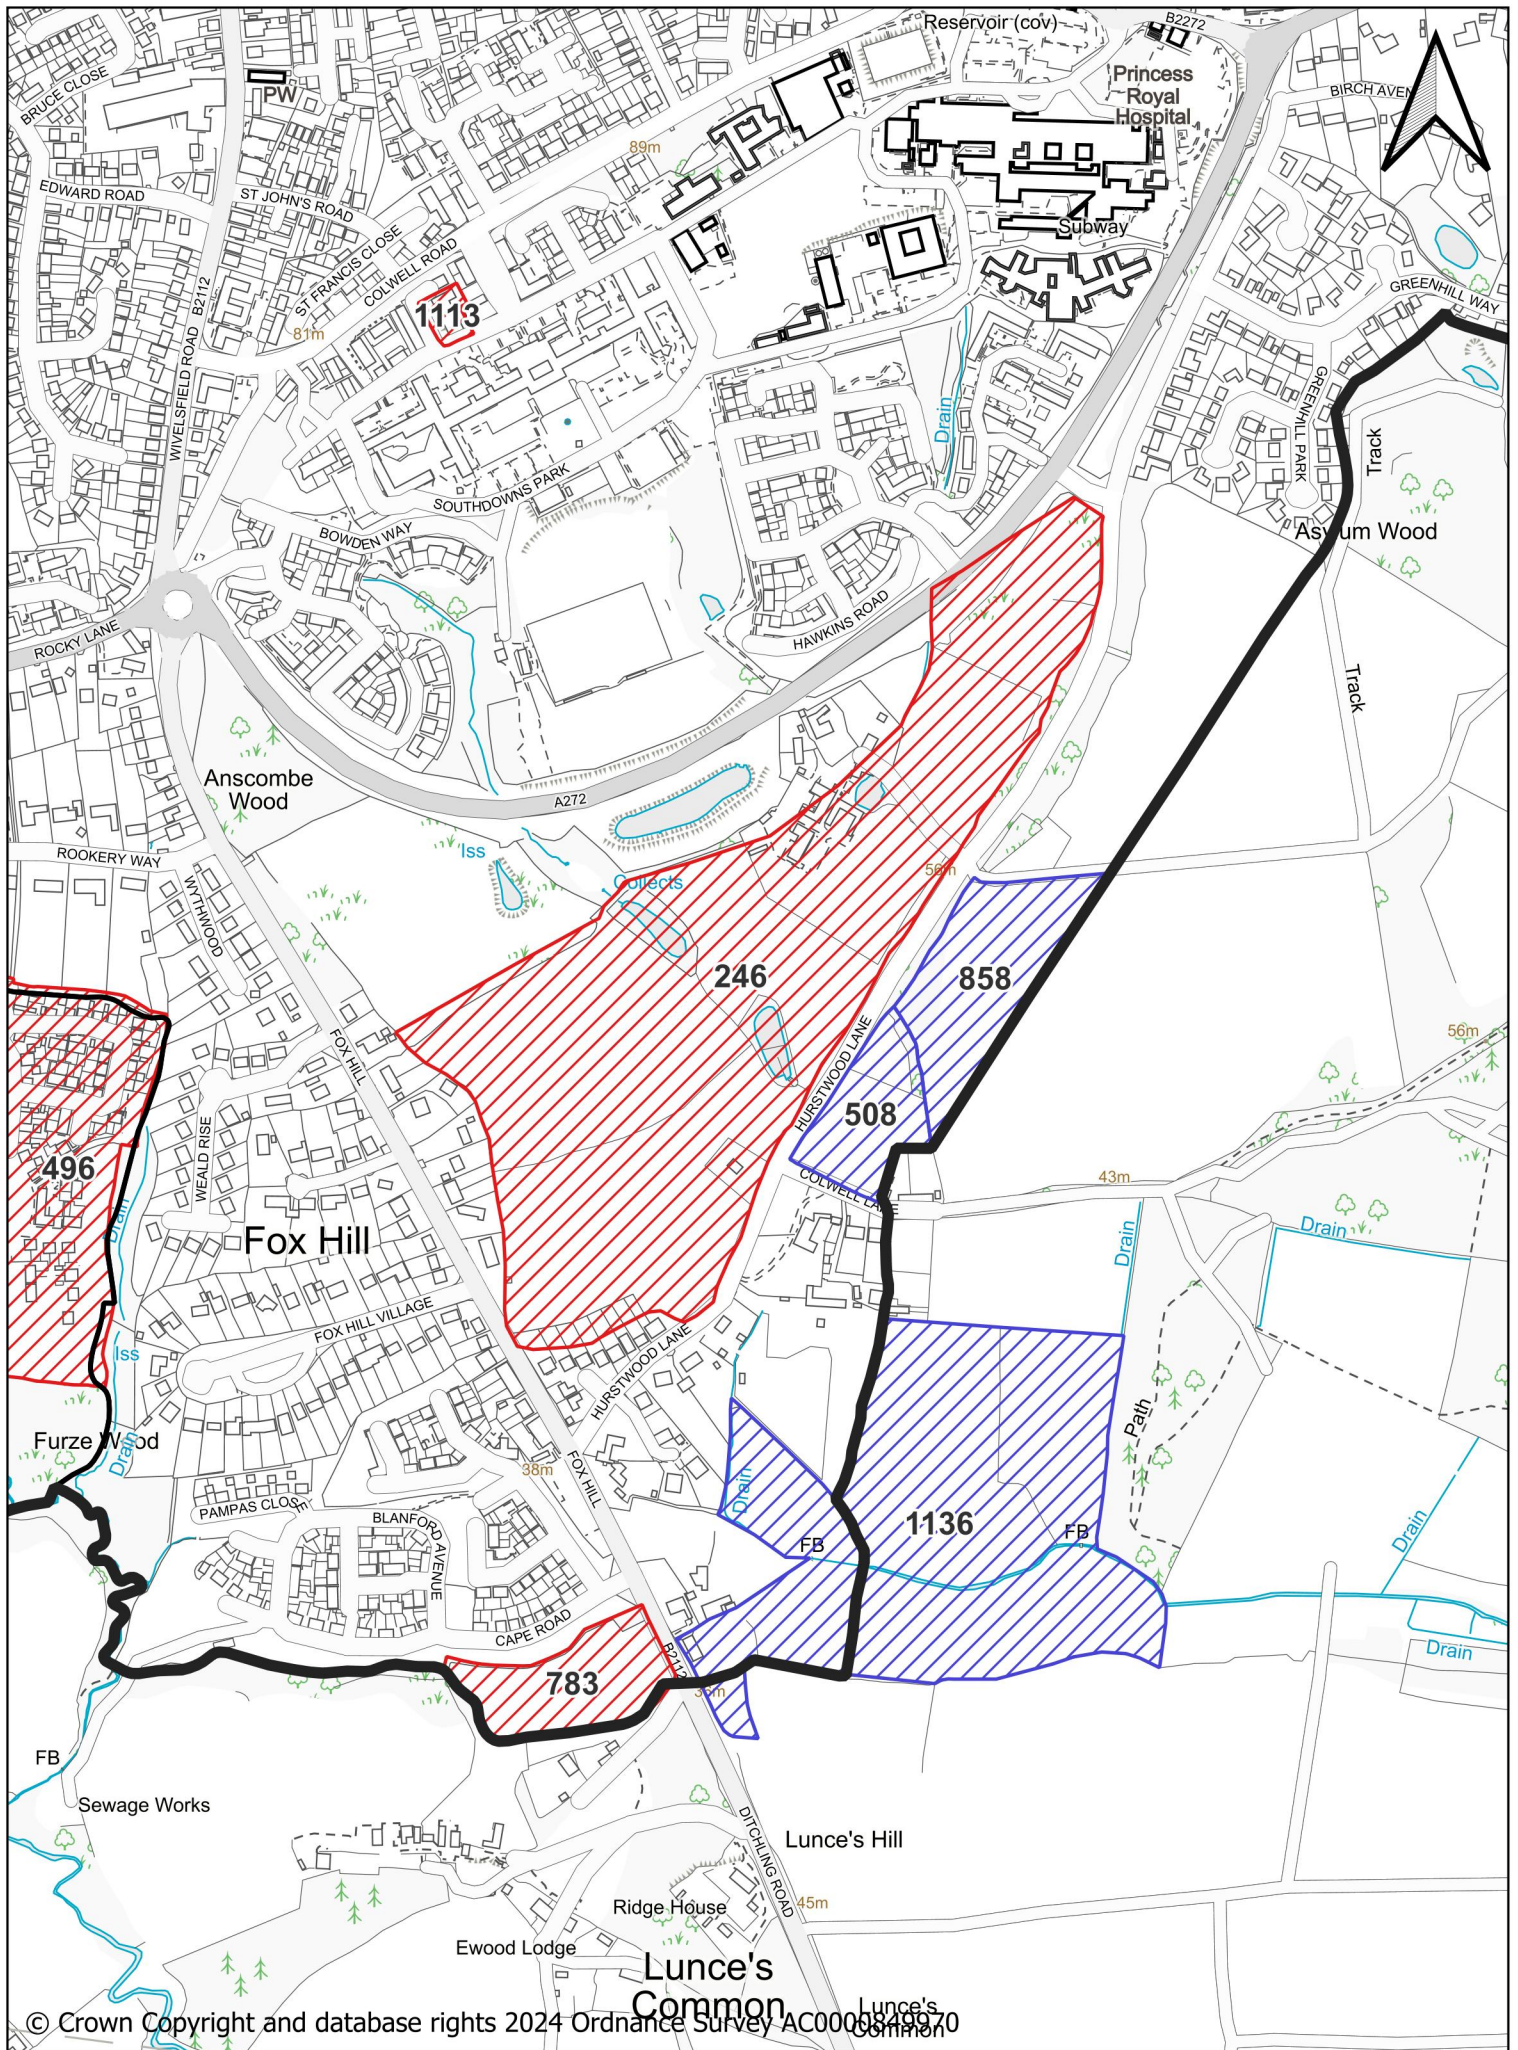 Reservoir (cov)
B2272
Princess
Royal
Hospital
BRUCE CLOSE
PW
89m
EDWARD ROAD
ST JOHN'S ROAD
Subway
ST FRANCIS CLOSE
COLWELL ROAD
GREENHILL WAY
1113
81m
B2112
WIVELSFIELD ROAD
GREENHILL PARK
Drain
Track
SOUTHDOWNS PARK
BOWDEN WAY
HAWKINS ROAD
ROCKY LANE
Track
Anscombe
Wood
A272
Iss
Collects
ROOKERY WAY
WYTHWOOD
56m
246
858
56m
FOX HILL
HURSTWOOD LANE
508
WEALD RISE
496
43m
Drain
Fox Hill
Drain
Drain
FOX HILL VILLAGE
Iss
HURSTWOOD LANE
Path
Drain
38m
FOX HILL
Drain
PAMPAS CLOSE
BLANFORD AVENUE
1136
FB
FB
Drain
CAPE ROAD
B2112
783
Drain
FB
Sewage Works
DITCHLING ROAD
Lunce's Hill
45m
Ridge House
Ewood Lodge
Lunce's
Common
Lunce's
Common
© Crown Copyright and database rights 2024 Ordnance Survey AC0000849970